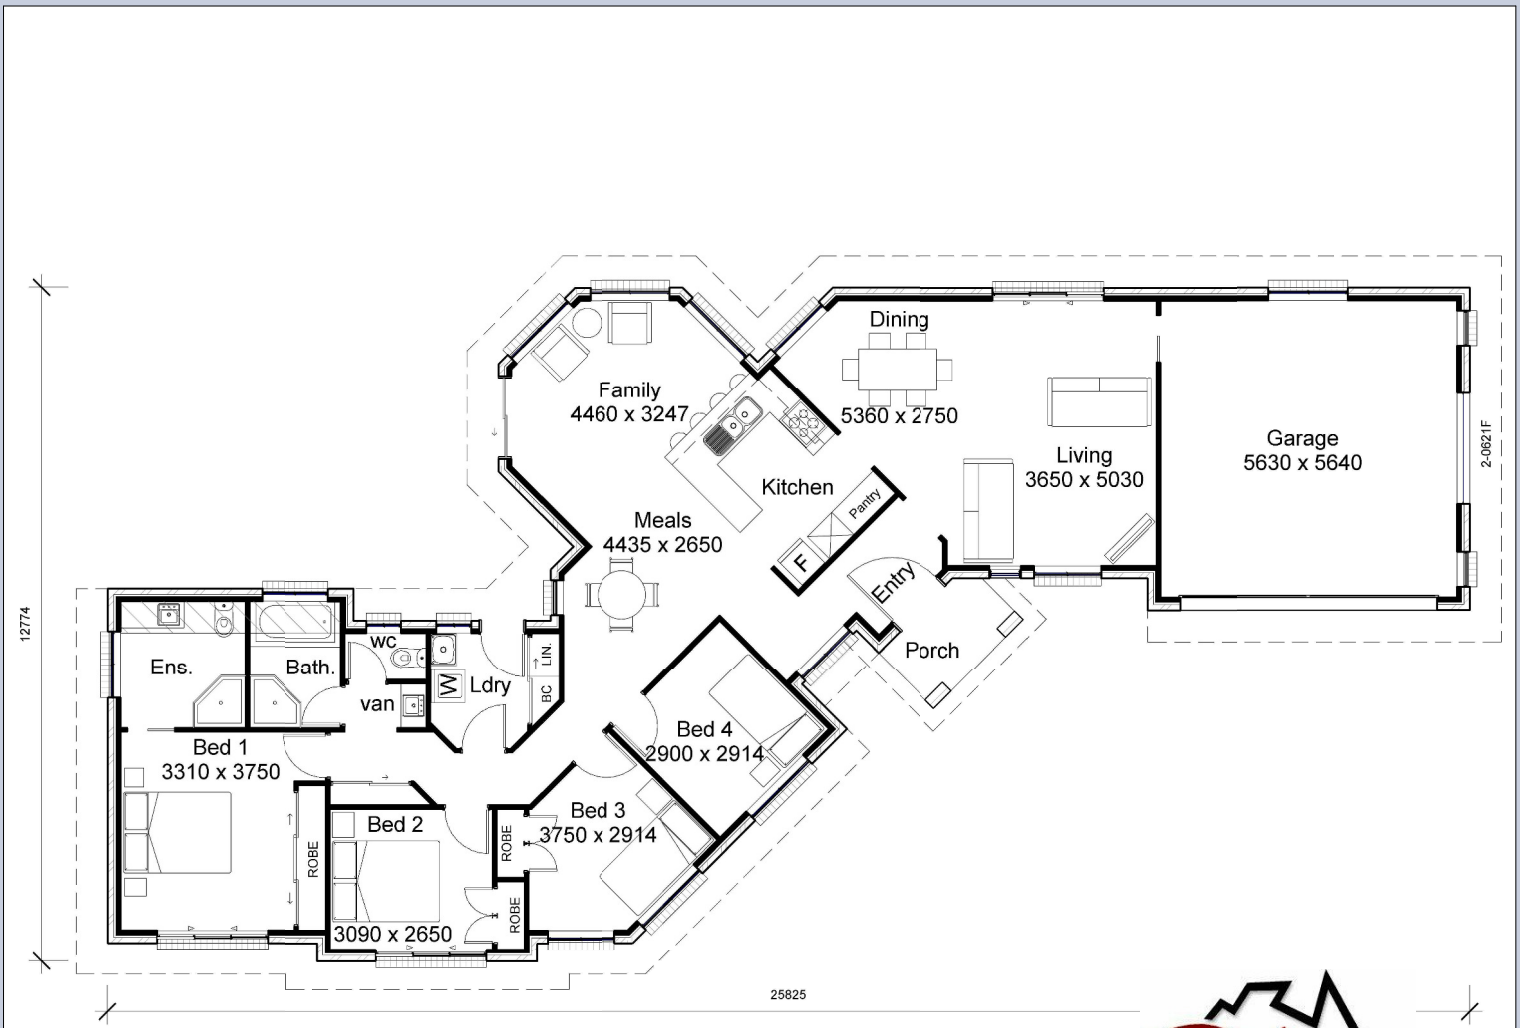 Dining
5360 x 2750
Family
4460 x 3247
Living
3650 x 5030
Garage
5630 x 5640
2-0621F
Kitchen
Pantry
F
Meals
4435 x 2650
Entry
Porch
12774
Ens.
Bath.
wc
van
W
Ldry
LIN.
BC
Bed 1
3310 x 3750
ROBE
Bed 2
3090 x 2650
ROBE
ROBE
Bed 3
3750 x 2914
Bed 4
2900 x 2914
25825